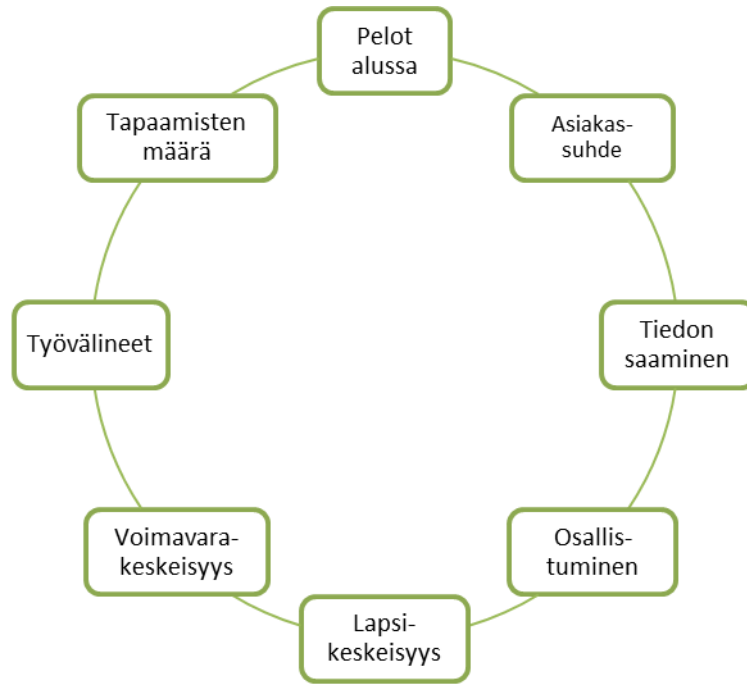 Pelot
alussa
Asiakas-
suhde
Tiedon
saaminen
Osallis-
tuminen
Lapsi-
keskeisyys
Voimavara-
keskeisyys
Työvälineet
Tapaamisten
määrä